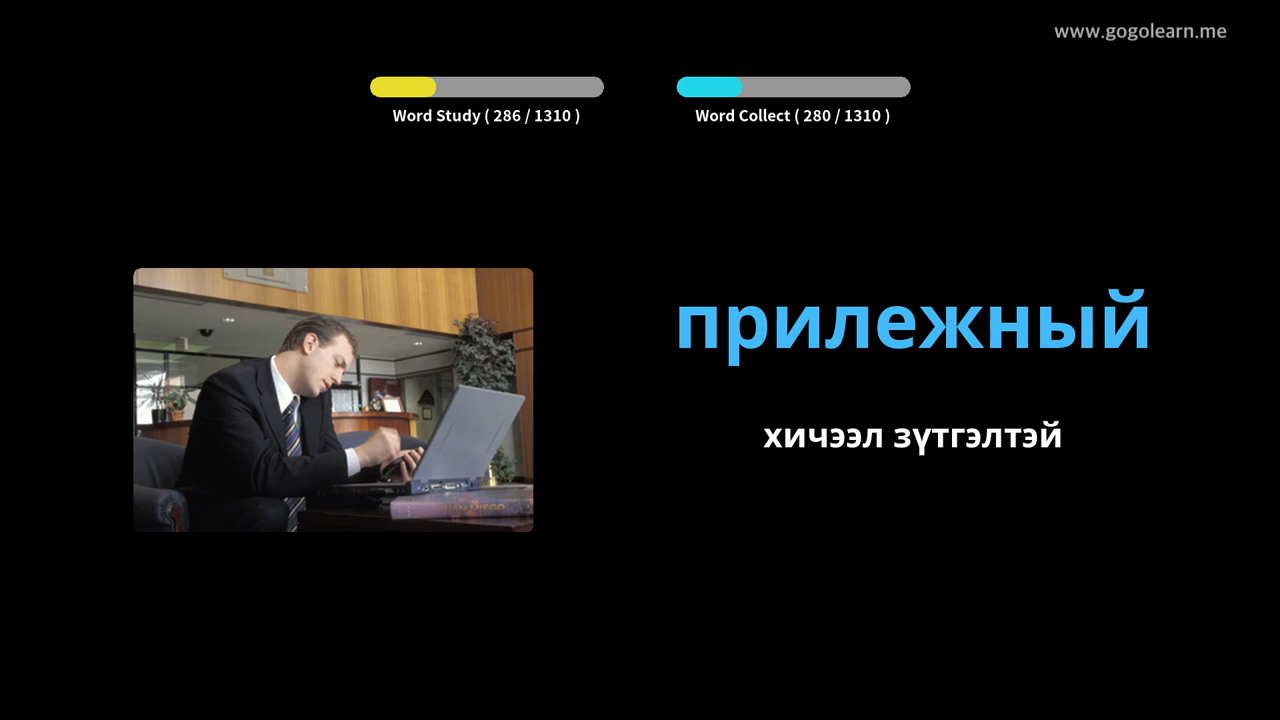 www.gogolearn.me
Word Study ( 286 / 1310 )
Word Collect ( 280 / 1310 )
прилежный
хичээл зүтгэлтэй